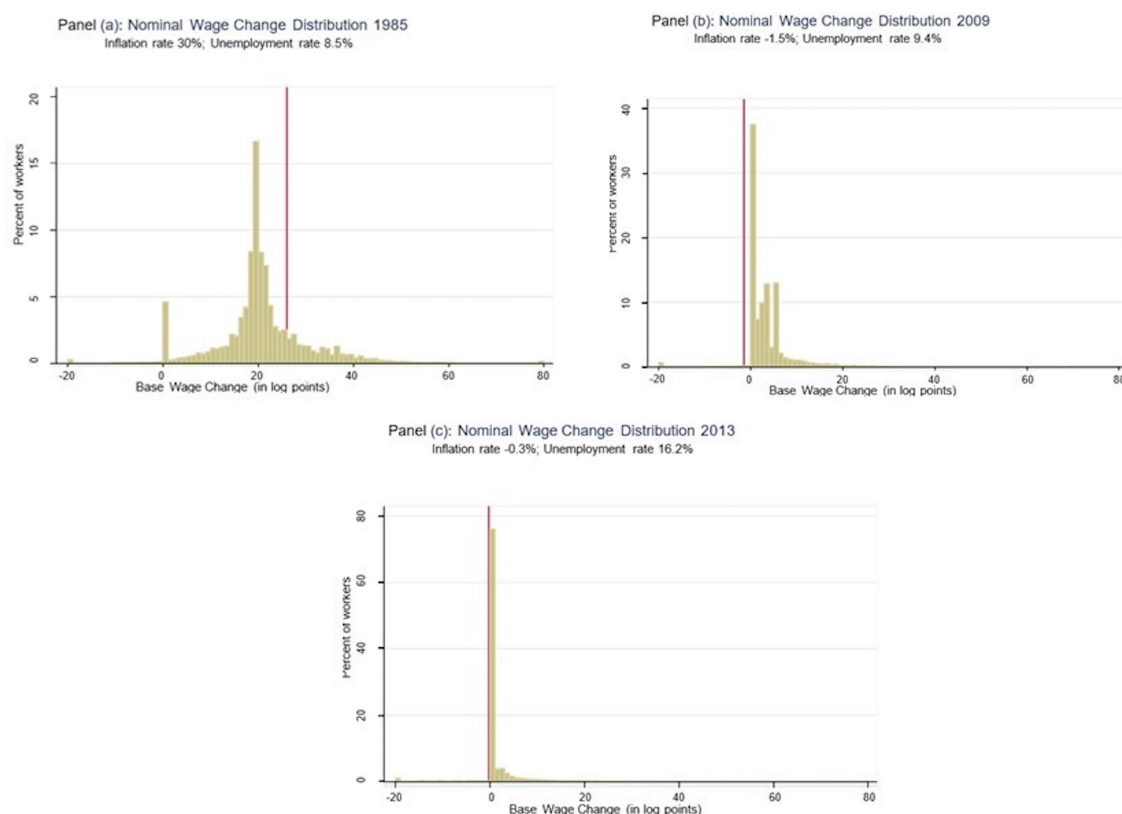 Panel (a): Nominal Wage Change Distribution 1985
Inflation rate 30%; Unemployment rate 8.5%
20
15
10
5
0
Percent of workers
-20 0 20 40 60 80
Base Wage Change (in log points)
Panel (b): Nominal Wage Change Distribution 2009
Inflation rate -1.5%; Unemployment rate 9.4%
40
30
20
10
0
Percent of workers
-20 0 20 40 60 80
Base Wage Change (in log points)
Panel (c): Nominal Wage Change Distribution 2013
Inflation rate -0.3%; Unemployment rate 16.2%
80
60
40
20
0
Percent of workers
-20 0 20 40 60 80
Base Wage Change (in log points)